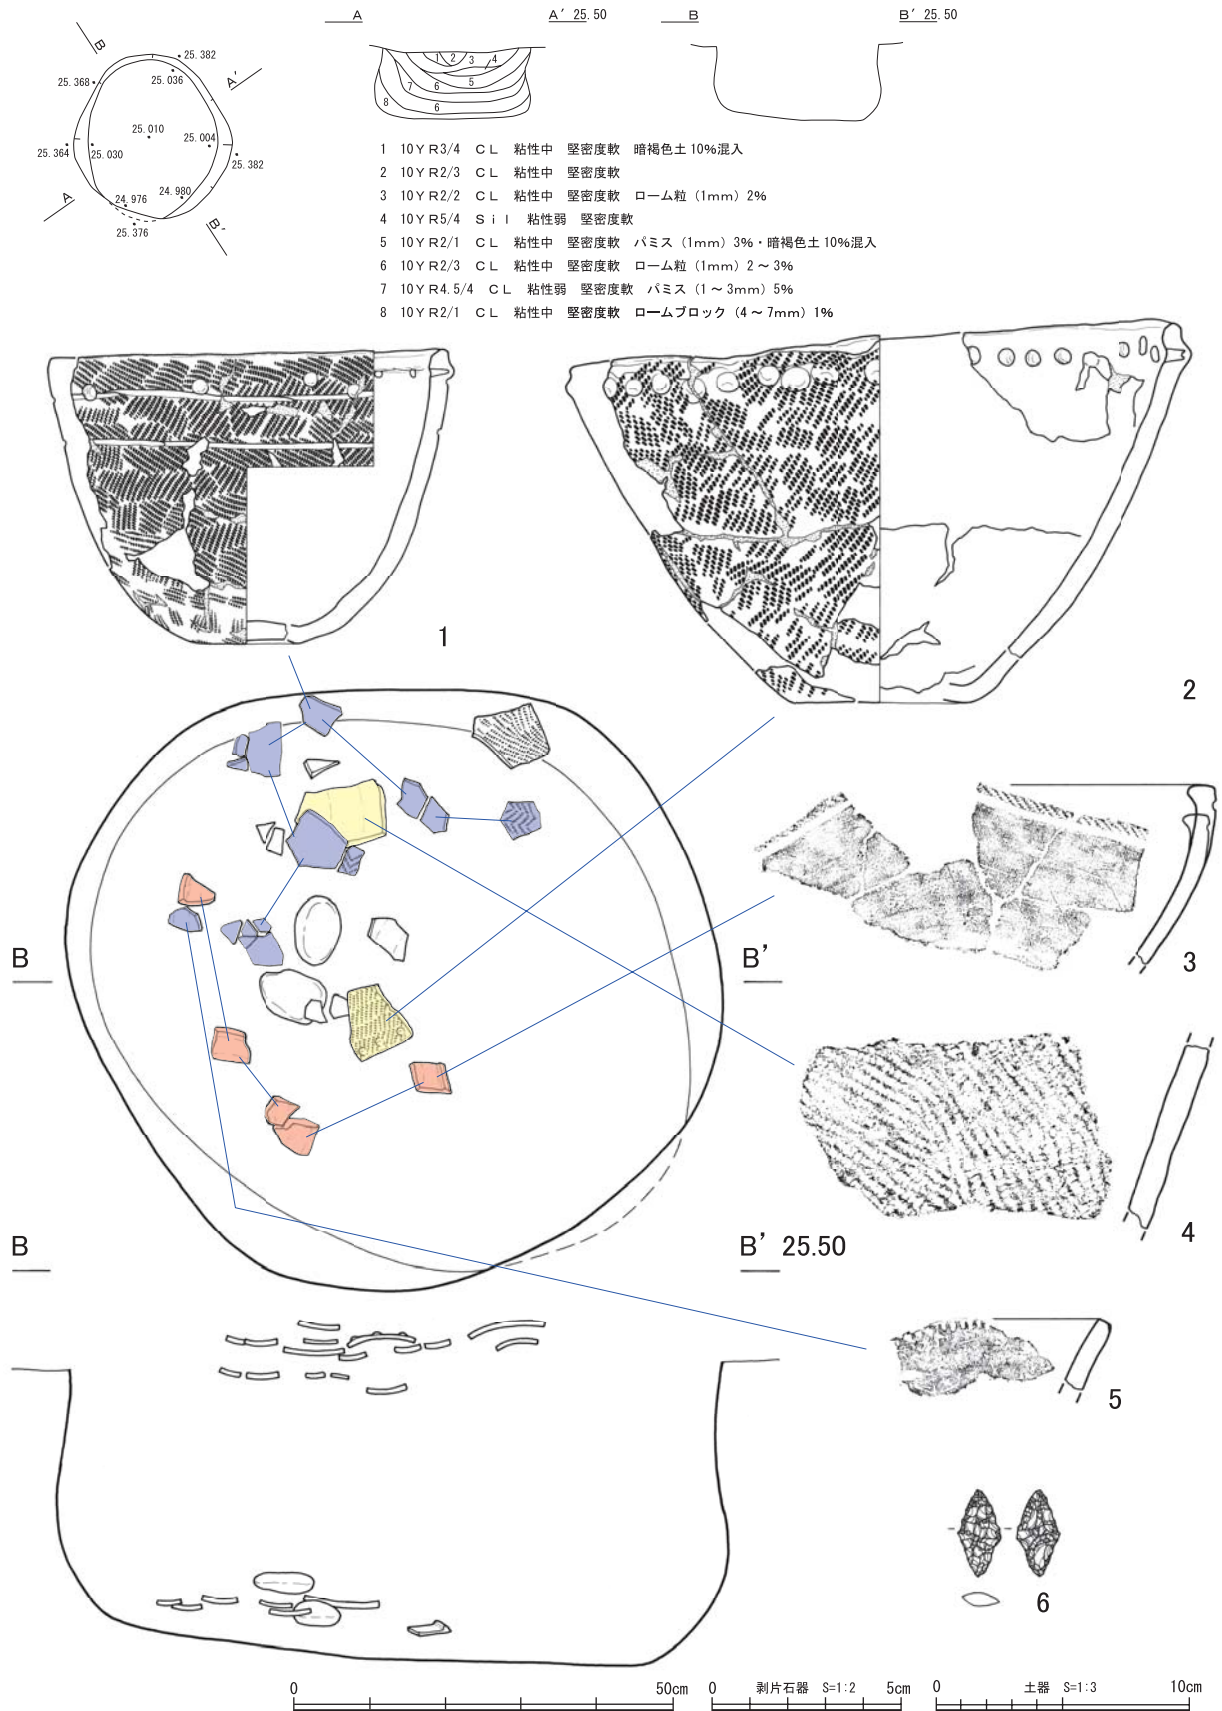 A A′ 25.50 B B′ 25.50
B
25.382
25.368
25.036
A′
25.010
25.004
25.364
25.030
25.382
A
24.976
24.980
25.376
B′
1 2 3 4
5
7 6
8 6
1 10YR3/4 CL 粘性中 堅密度軟 暗褐色土10%混入
2 10YR2/3 CL 粘性中 堅密度軟
3 10YR2/2 CL 粘性中 堅密度軟 ローム粒(1mm)2%
4 10YR5/4 Sil 粘性弱 堅密度軟
5 10YR2/1 CL 粘性中 堅密度軟 パミス(1mm)3%・暗褐色土10%混入
6 10YR2/3 CL 粘性中 堅密度軟 ローム粒(1mm)2~3%
7 10YR4.5/4 CL 粘性弱 堅密度軟 パミス(1~3mm)5%
8 10YR2/1 CL 粘性中 堅密度軟 ロームブロック(4~7mm)1%
1
2
B B′
3
4
B B′ 25.50
5
6
0 50cm
0 剥片石器 S=1:2 5cm
0 土器 S=1:3 10cm